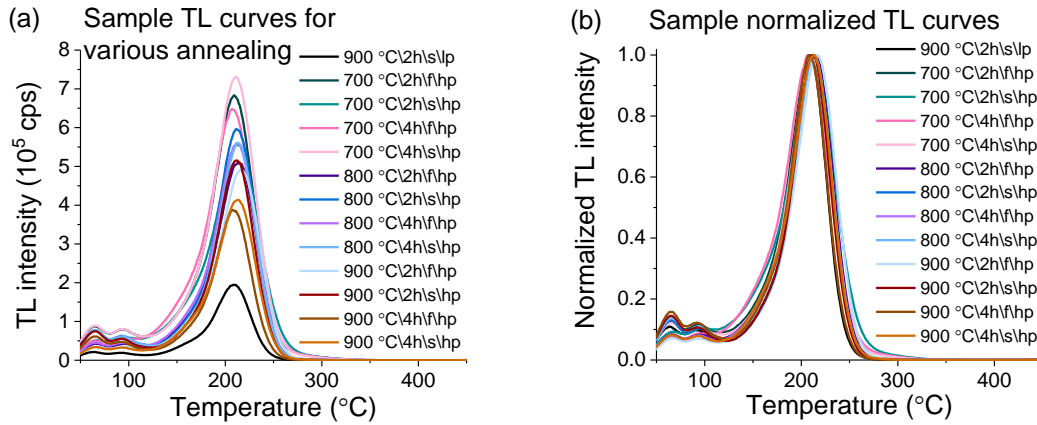 (a) Sample TL curves for
various annealing
TL intensity (10⁵ cps)
8
7
6
5
4
3
2
1
0
100 200 300 400
Temperature (°C)
900 °C\2h\s\lp
700 °C\2h\f\hp
700 °C\2h\s\hp
700 °C\4h\f\hp
700 °C\4h\s\hp
800 °C\2h\f\hp
800 °C\2h\s\hp
800 °C\4h\f\hp
800 °C\4h\s\hp
900 °C\2h\f\hp
900 °C\2h\s\hp
900 °C\4h\f\hp
900 °C\4h\s\hp
(b) Sample normalized TL curves
Normalized TL intensity
1.0
0.8
0.6
0.4
0.2
0.0
100 200 300 400
Temperature (°C)
900 °C\2h\s\lp
700 °C\2h\f\hp
700 °C\2h\s\hp
700 °C\4h\f\hp
700 °C\4h\s\hp
800 °C\2h\f\hp
800 °C\2h\s\hp
800 °C\4h\f\hp
800 °C\4h\s\hp
900 °C\2h\f\hp
900 °C\2h\s\hp
900 °C\4h\f\hp
900 °C\4h\s\hp